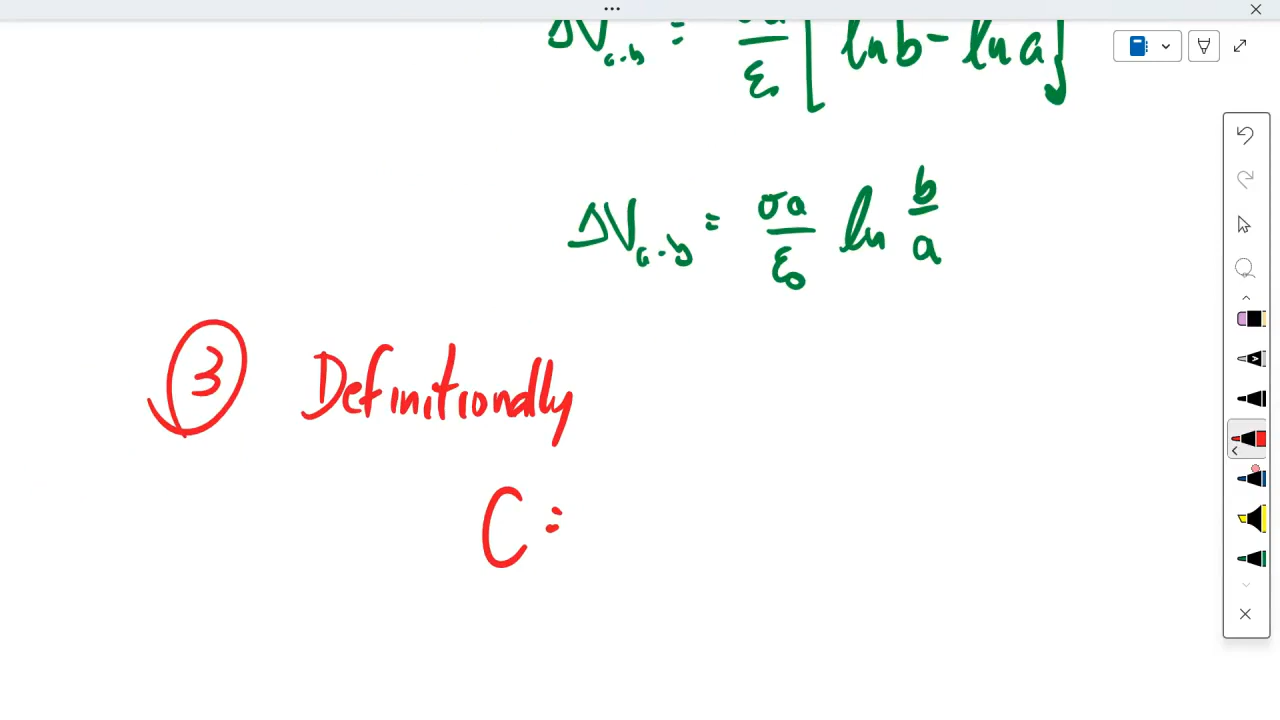 ΔV_{a-b} = σa/ε₀ [ln b - ln a]
ΔV_{a-b} = σa/ε₀ ln b/a
③ Definitionally
C =